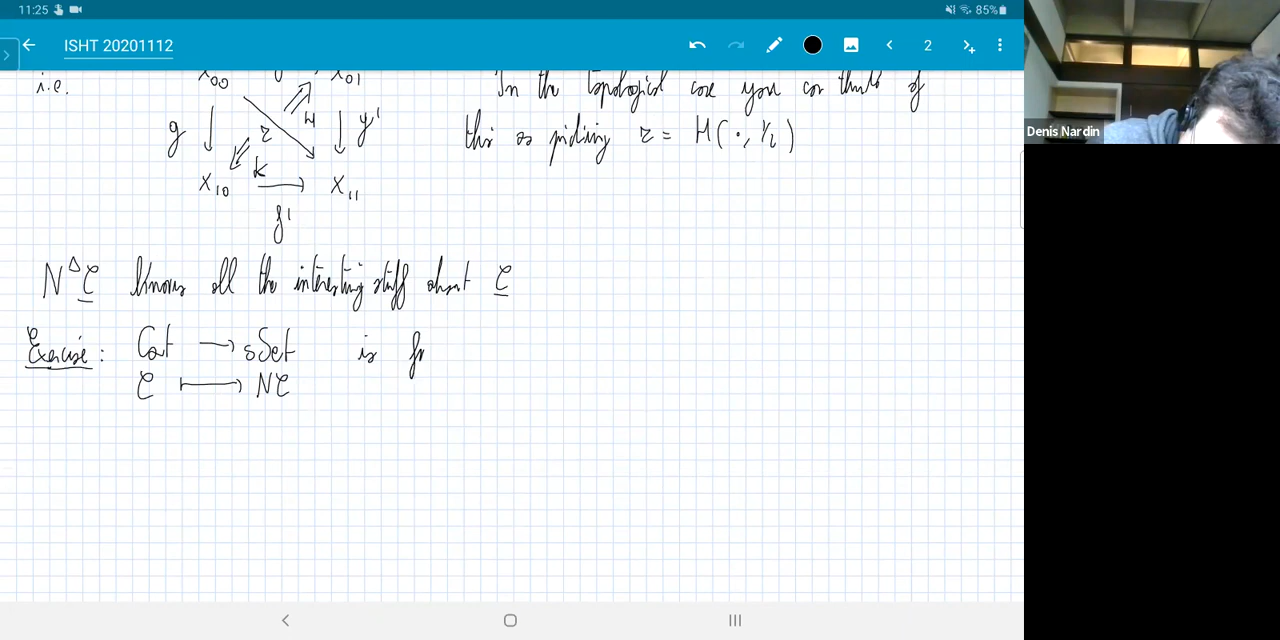 11:25 85%
ISHT 20201112 2
i.e. X₀₀ X₀₁ In the topological case you can think of
g z H g' this as picking z = H(·, 1/2)
k
X₁₀ X₁₁
f'
N^Δ C knows all the interesting stuff about C
Exercise: Cat → sSet is fu
C ↦ NC
Denis Nardin